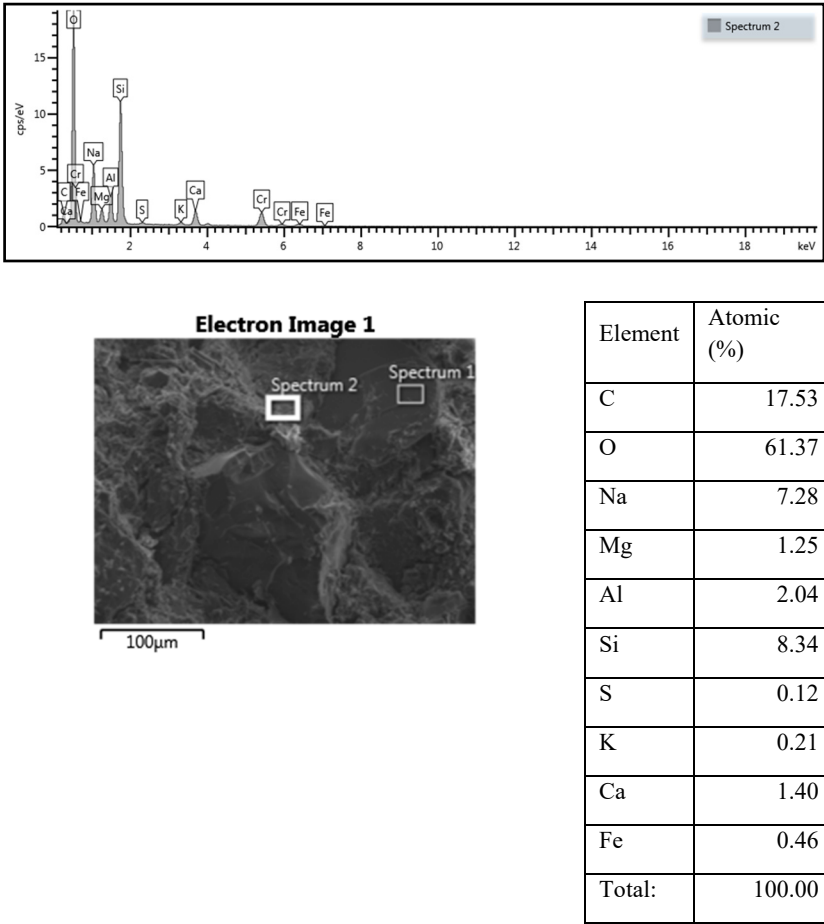 Spectrum 2
cps/eV
15
10
5
0
O
Si
Na
Cr
Al
C
Fe
Mg
Ca
S
K
Ca
Cr
Cr
Fe
Fe
2 4 6 8 10 12 14 16 18 keV
Electron Image 1
Spectrum 2
Spectrum 1
100µm
Element Atomic (%)
C 17.53
O 61.37
Na 7.28
Mg 1.25
Al 2.04
Si 8.34
S 0.12
K 0.21
Ca 1.40
Fe 0.46
Total: 100.00